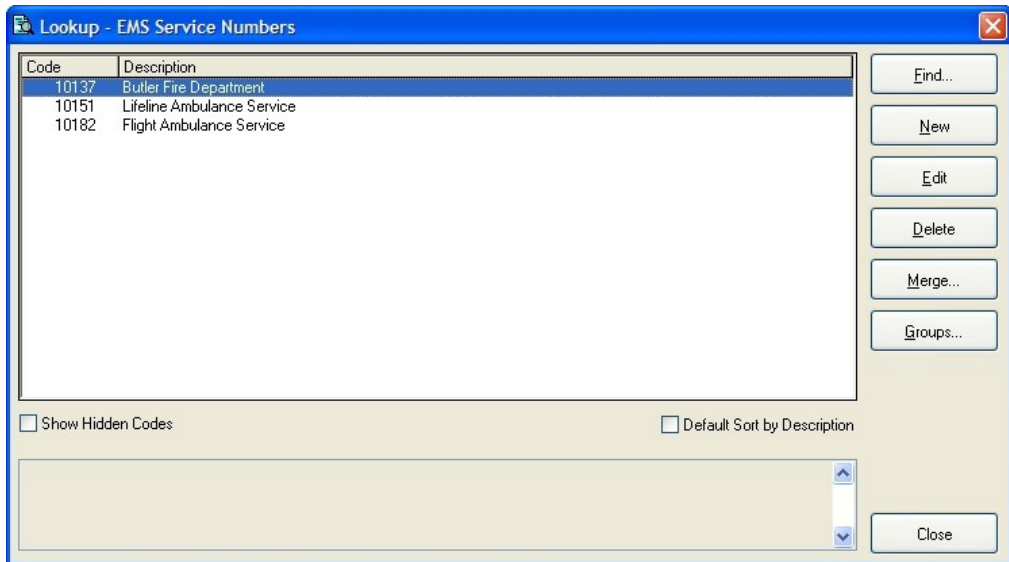 Lookup - EMS Service Numbers
Code Description
10137 Butler Fire Department
10151 Lifeline Ambulance Service
10182 Flight Ambulance Service
Find...
New
Edit
Delete
Merge...
Groups...
Show Hidden Codes
Default Sort by Description
Close